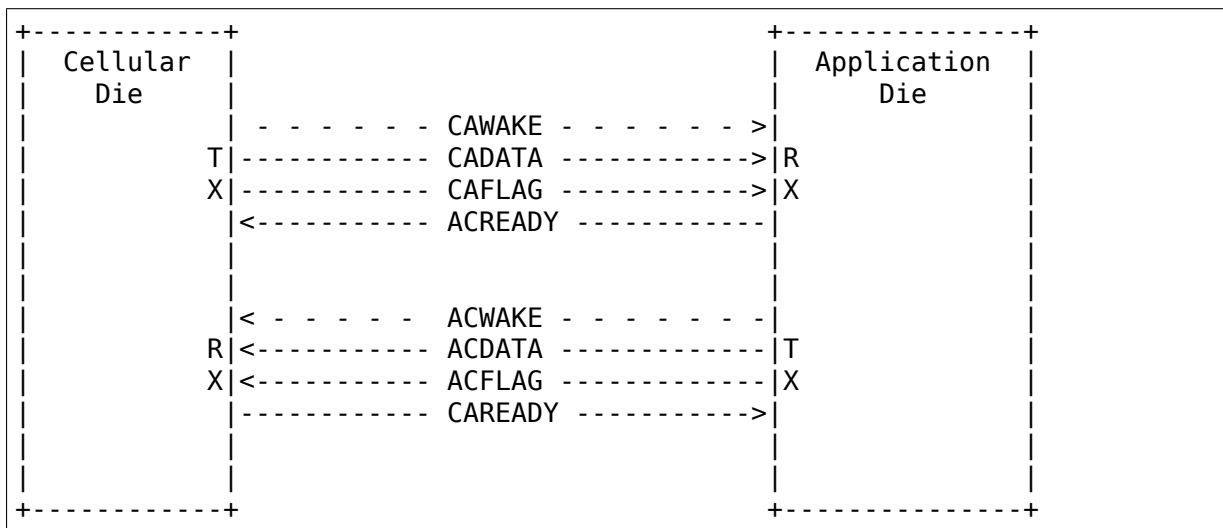 +------------+                                 +---------------+
|  Cellular  |                                 |  Application  |
|    Die     |                                 |      Die      |
|            | - - - - - - CAWAKE - - - - - - >|               |
|           T|------------ CADATA ------------>|R              |
|           X|------------ CAFLAG ------------>|X              |
|            |<----------- ACREADY ------------|               |
|            |                                 |               |
|            |                                 |               |
|            |< - - - - -  ACWAKE - - - - - - -|               |
|           R|<----------- ACDATA -------------|T              |
|           X|<----------- ACFLAG -------------|X              |
|            |------------ CAREADY ----------->|               |
|            |                                 |               |
|            |                                 |               |
+------------+                                 +---------------+